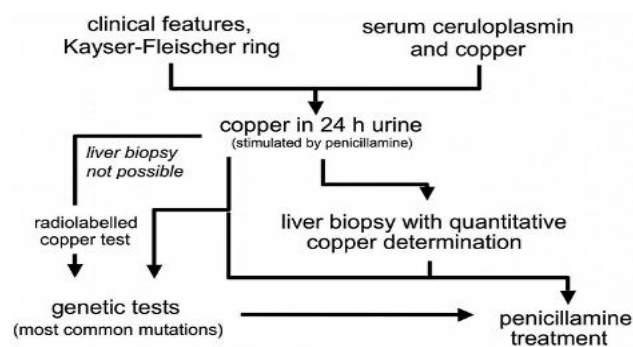 clinical features,
Kayser-Fleischer ring
serum ceruloplasmin
and copper
copper in 24 h urine
(stimulated by penicillamine)
liver biopsy
not possible
radiolabelled
copper test
liver biopsy with quantitative
copper determination
genetic tests
(most common mutations)
penicillamine
treatment